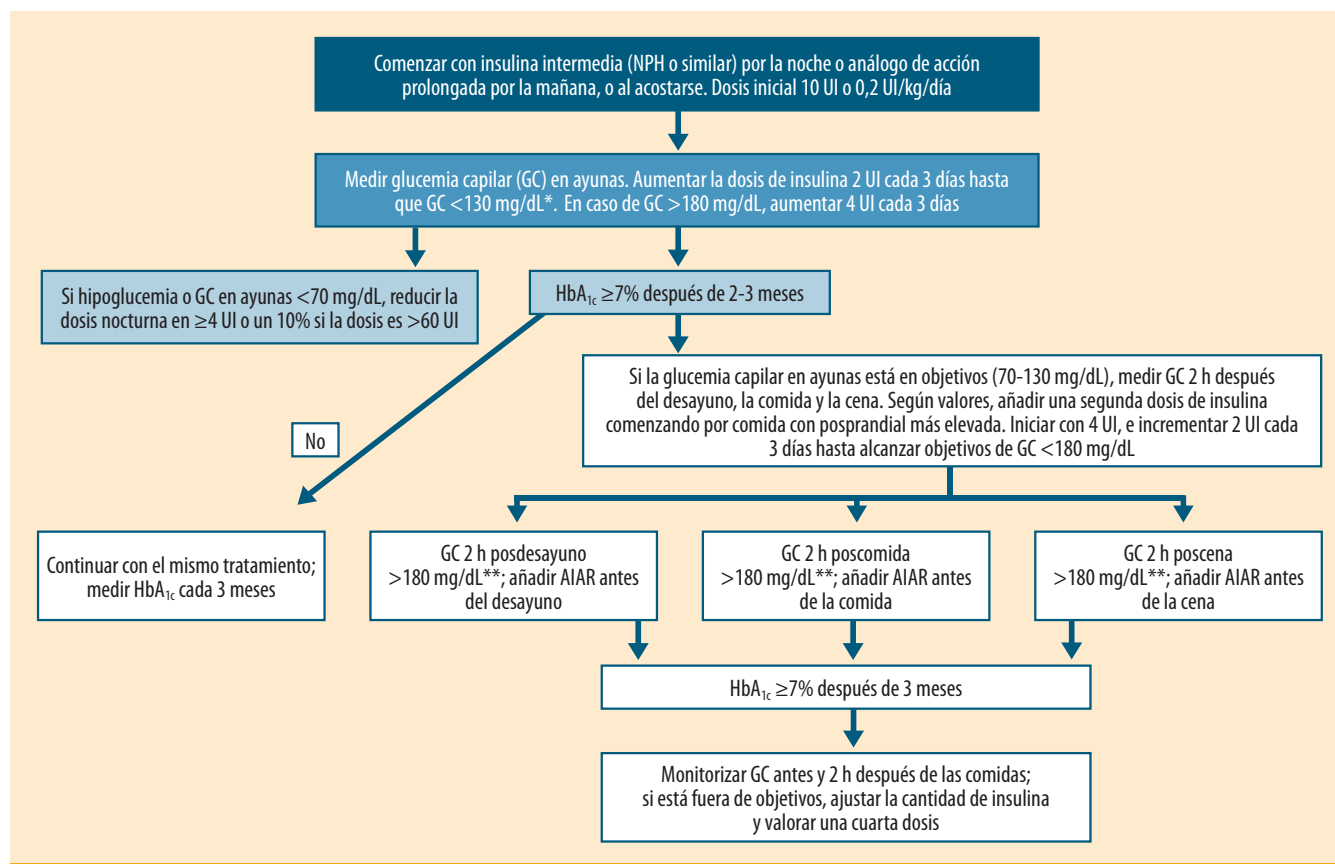 Comenzar con insulina intermedia (NPH o similar) por la noche o análogo de acción
prolongada por la mañana, o al acostarse. Dosis inicial 10 UI o 0,2 UI/kg/día
Medir glucemia capilar (GC) en ayunas. Aumentar la dosis de insulina 2 UI cada 3 días hasta
que GC <130 mg/dL*. En caso de GC >180 mg/dL, aumentar 4 UI cada 3 días
Si hipoglucemia o GC en ayunas <70 mg/dL, reducir la
dosis nocturna en ≥4 UI o un 10% si la dosis es >60 UI
HbA1c ≥7% después de 2-3 meses
Si la glucemia capilar en ayunas está en objetivos (70-130 mg/dL), medir GC 2 h después
del desayuno, la comida y la cena. Según valores, añadir una segunda dosis de insulina
comenzando por comida con posprandial más elevada. Iniciar con 4 UI, e incrementar 2 UI cada
3 días hasta alcanzar objetivos de GC <180 mg/dL
No
Continuar con el mismo tratamiento;
medir HbA1c cada 3 meses
GC 2 h posdesayuno
>180 mg/dL**; añadir AIAR antes
del desayuno
GC 2 h poscomida
>180 mg/dL**; añadir AIAR antes
de la comida
GC 2 h poscena
>180 mg/dL**; añadir AIAR antes
de la cena
HbA1c ≥7% después de 3 meses
Monitorizar GC antes y 2 h después de las comidas;
si está fuera de objetivos, ajustar la cantidad de insulina
y valorar una cuarta dosis